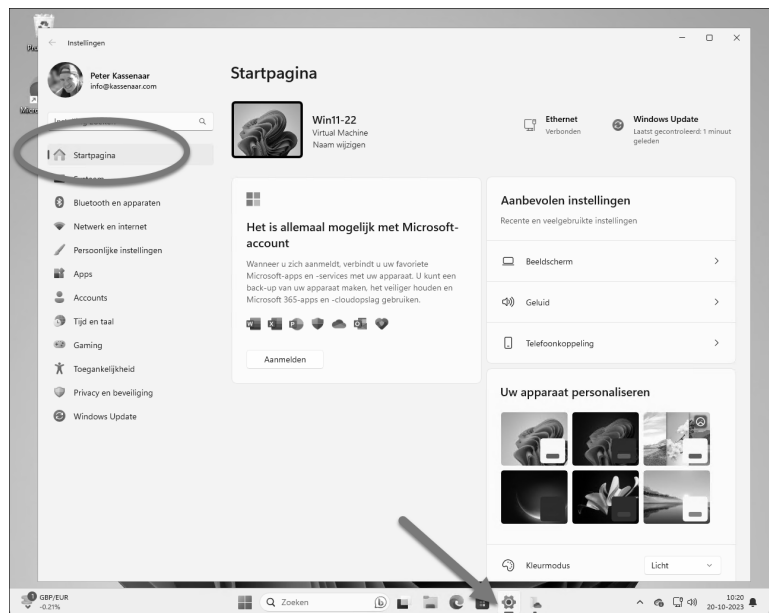 Instellingen
Peter Kassenaar
info@kassenaar.com
Startpagina
Systeem
Bluetooth en apparaten
Netwerk en internet
Persoonlijke instellingen
Apps
Accounts
Tijd en taal
Gaming
Toegankelijkheid
Privacy en beveiliging
Windows Update
Startpagina
Win11-22
Virtual Machine
Naam wijzigen
Ethernet
Verbonden
Windows Update
Laatst gecontroleerd: 1 minuut
geleden
Het is allemaal mogelijk met Microsoft-
account
Wanneer u zich aanmeldt, verbindt u uw favoriete
Microsoft-apps en -services met uw apparaat. U kunt een
back-up van uw apparaat maken, het veiliger houden en
Microsoft 365-apps en -cloudopslag gebruiken.
Aanmelden
Aanbevolen instellingen
Recente en veelgebruikte instellingen
Beeldscherm
Geluid
Telefoonkoppeling
Uw apparaat personaliseren
Kleurmodus
Licht
GBP/EUR
-0.21%
Zoeken
10:20
20-10-2023